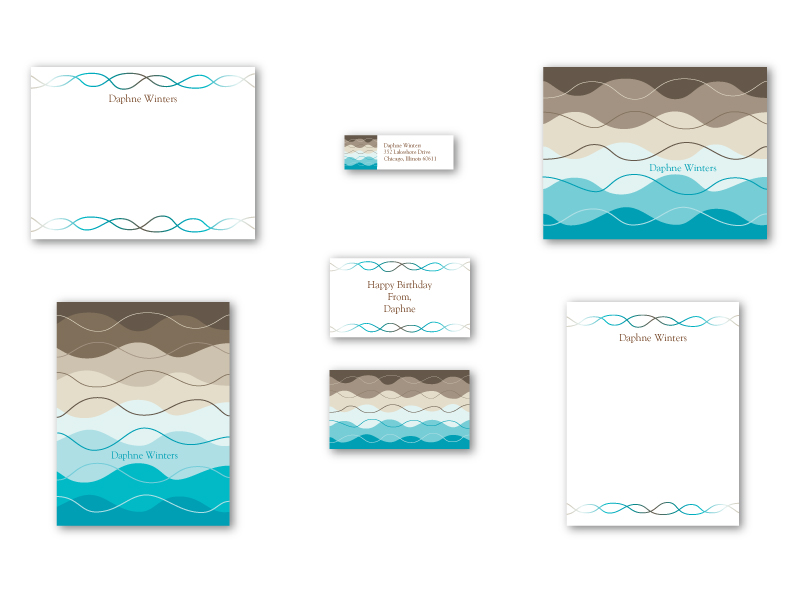 Daphne Winters
Daphne Winters
352 Lakeshore Drive
Chicago, Illinois 60611
Daphne Winters
Happy Birthday
From,
Daphne
Daphne Winters
Daphne Winters